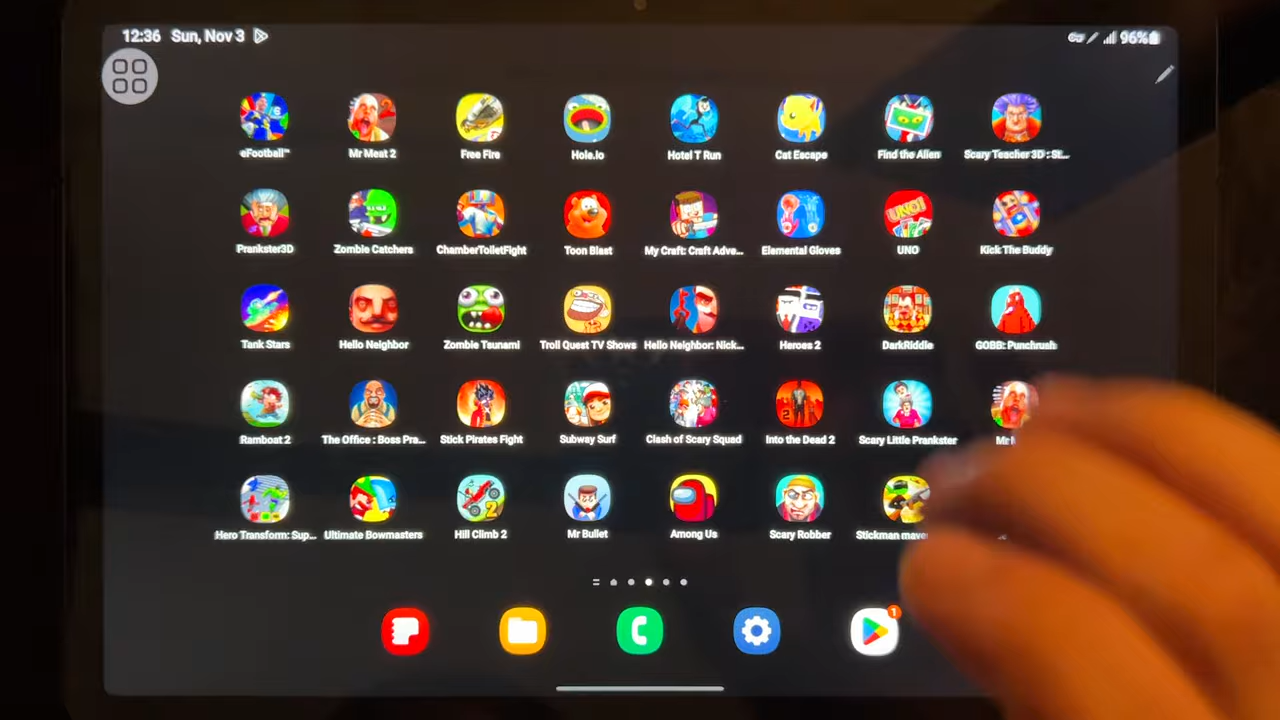 12:36 Sun, Nov 3
96%
eFootball™ Mr Meat 2 Free Fire Hole.io Hotel T Run Cat Escape Find the Alien Scary Teacher 3D : St...
Prankster3D Zombie Catchers ChamberToiletFight Toon Blast My Craft: Craft Adve... Elemental Gloves UNO Kick The Buddy
Tank Stars Hello Neighbor Zombie Tsunami Troll Quest TV Shows Hello Neighbor: Nick... Heroes 2 DarkRiddle GOBB: Punchrush
Ramboat 2 The Office : Boss Pra... Stick Pirates Fight Subway Surf Clash of Scary Squad Into the Dead 2 Scary Little Prankster Mr
Hero Transform: Sup... Ultimate Bowmasters Hill Climb 2 Mr Bullet Among Us Scary Robber Stickman
1